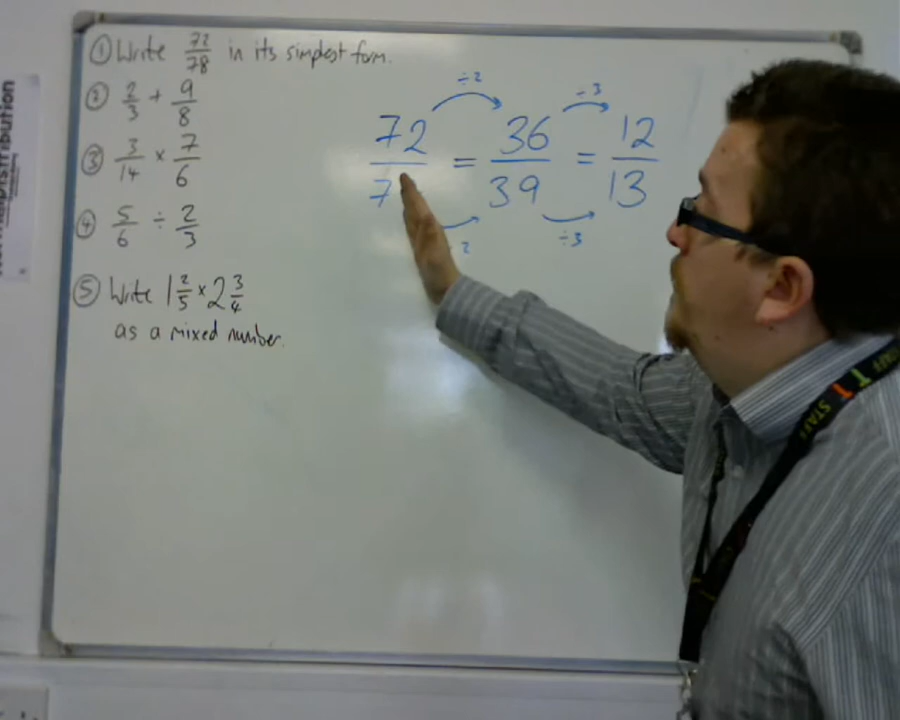 ① Write 72/78 in its simplest form.
② 2/3 + 9/8
③ 3/14 × 7/6
④ 5/6 ÷ 2/3
⑤ Write 1 2/5 × 2 3/4
as a mixed number.
÷2 ÷3
72/7 = 36/39 = 12/13
2 ÷3
STAFF
STAFF